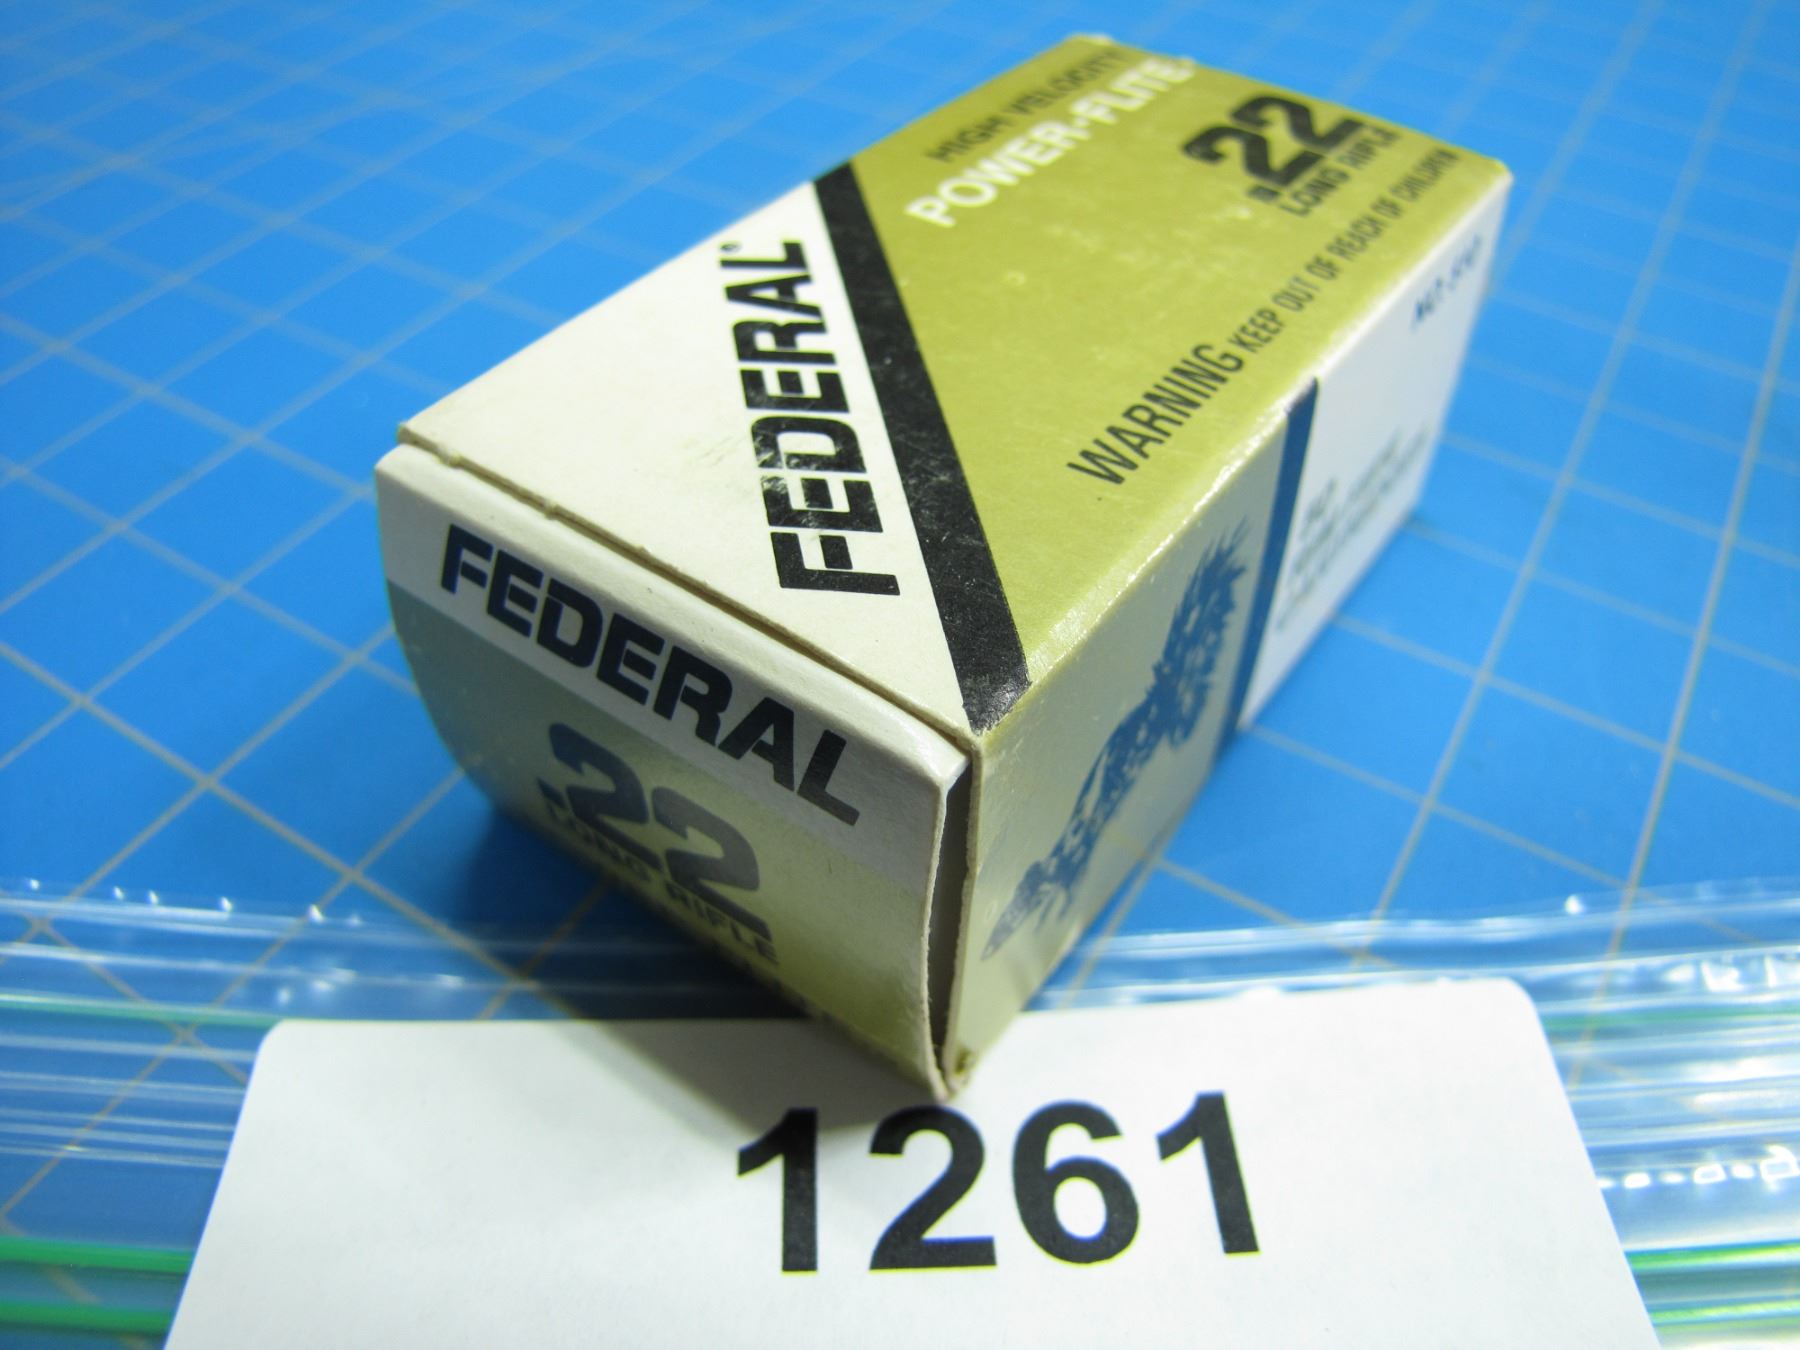 HIGH VELOCITY
POWER-FLITE®
.22
LONG RIFLE
WARNING KEEP OUT OF REACH OF CHILDREN
FEDERAL®
FEDERAL
.22
LONG RIFLE
50
1261